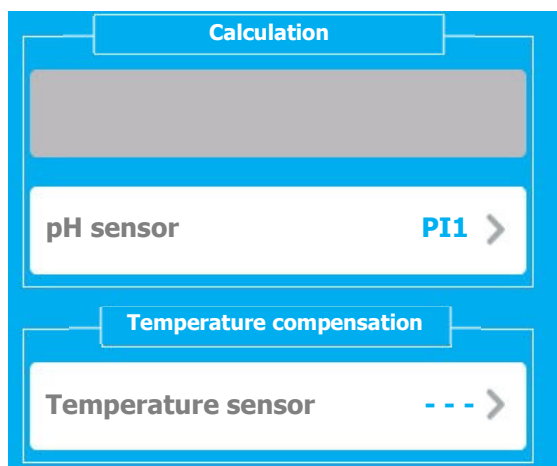 Calculation
pH sensor PI1
Temperature compensation
Temperature sensor - - -